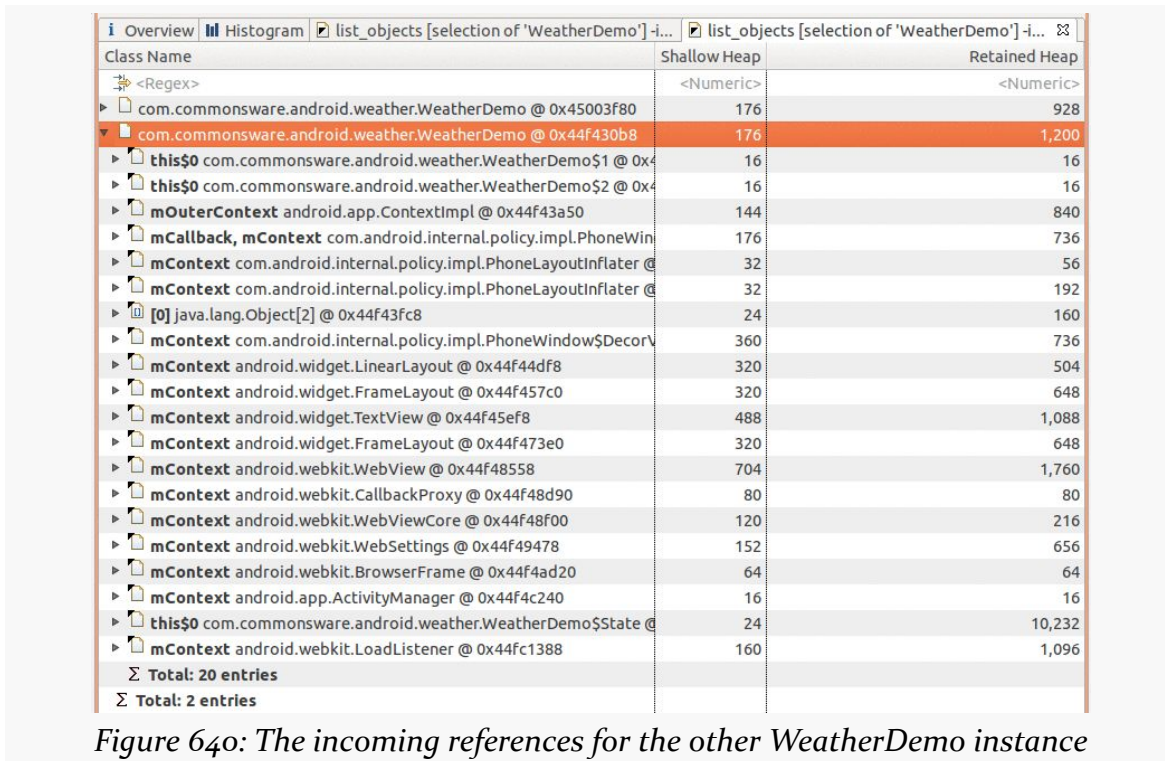 i Overview Histogram list_objects [selection of 'WeatherDemo'] -i... list_objects [selection of 'WeatherDemo'] -i...
Class Name Shallow Heap Retained Heap
<Regex> <Numeric> <Numeric>
com.commonsware.android.weather.WeatherDemo @ 0x45003f80 176 928
com.commonsware.android.weather.WeatherDemo @ 0x44f430b8 176 1,200
this$0 com.commonsware.android.weather.WeatherDemo$1 @ 0x4 16 16
this$0 com.commonsware.android.weather.WeatherDemo$2 @ 0x4 16 16
mOuterContext android.app.ContextImpl @ 0x44f43a50 144 840
mCallback, mContext com.android.internal.policy.impl.PhoneWin 176 736
mContext com.android.internal.policy.impl.PhoneLayoutInflater @ 32 56
mContext com.android.internal.policy.impl.PhoneLayoutInflater @ 32 192
[0] java.lang.Object[2] @ 0x44f43fc8 24 160
mContext com.android.internal.policy.impl.PhoneWindow$DecorV 360 736
mContext android.widget.LinearLayout @ 0x44f44df8 320 504
mContext android.widget.FrameLayout @ 0x44f457c0 320 648
mContext android.widget.TextView @ 0x44f45ef8 488 1,088
mContext android.widget.FrameLayout @ 0x44f473e0 320 648
mContext android.webkit.WebView @ 0x44f48558 704 1,760
mContext android.webkit.CallbackProxy @ 0x44f48d90 80 80
mContext android.webkit.WebViewCore @ 0x44f48f00 120 216
mContext android.webkit.WebSettings @ 0x44f49478 152 656
mContext android.webkit.BrowserFrame @ 0x44f4ad20 64 64
mContext android.app.ActivityManager @ 0x44f4c240 16 16
this$0 com.commonsware.android.weather.WeatherDemo$State @ 24 10,232
mContext android.webkit.LoadListener @ 0x44fc1388 160 1,096
Σ Total: 20 entries
Σ Total: 2 entries
Figure 640: The incoming references for the other WeatherDemo instance